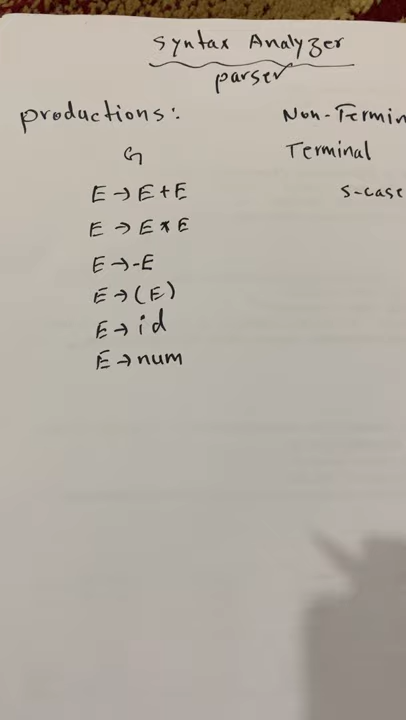 Syntax Analyzer
parser
productions:
Non-Termin
G
Terminal
E → E + E
s-case
E → E * E
E → -E
E → (E)
E → id
E → num